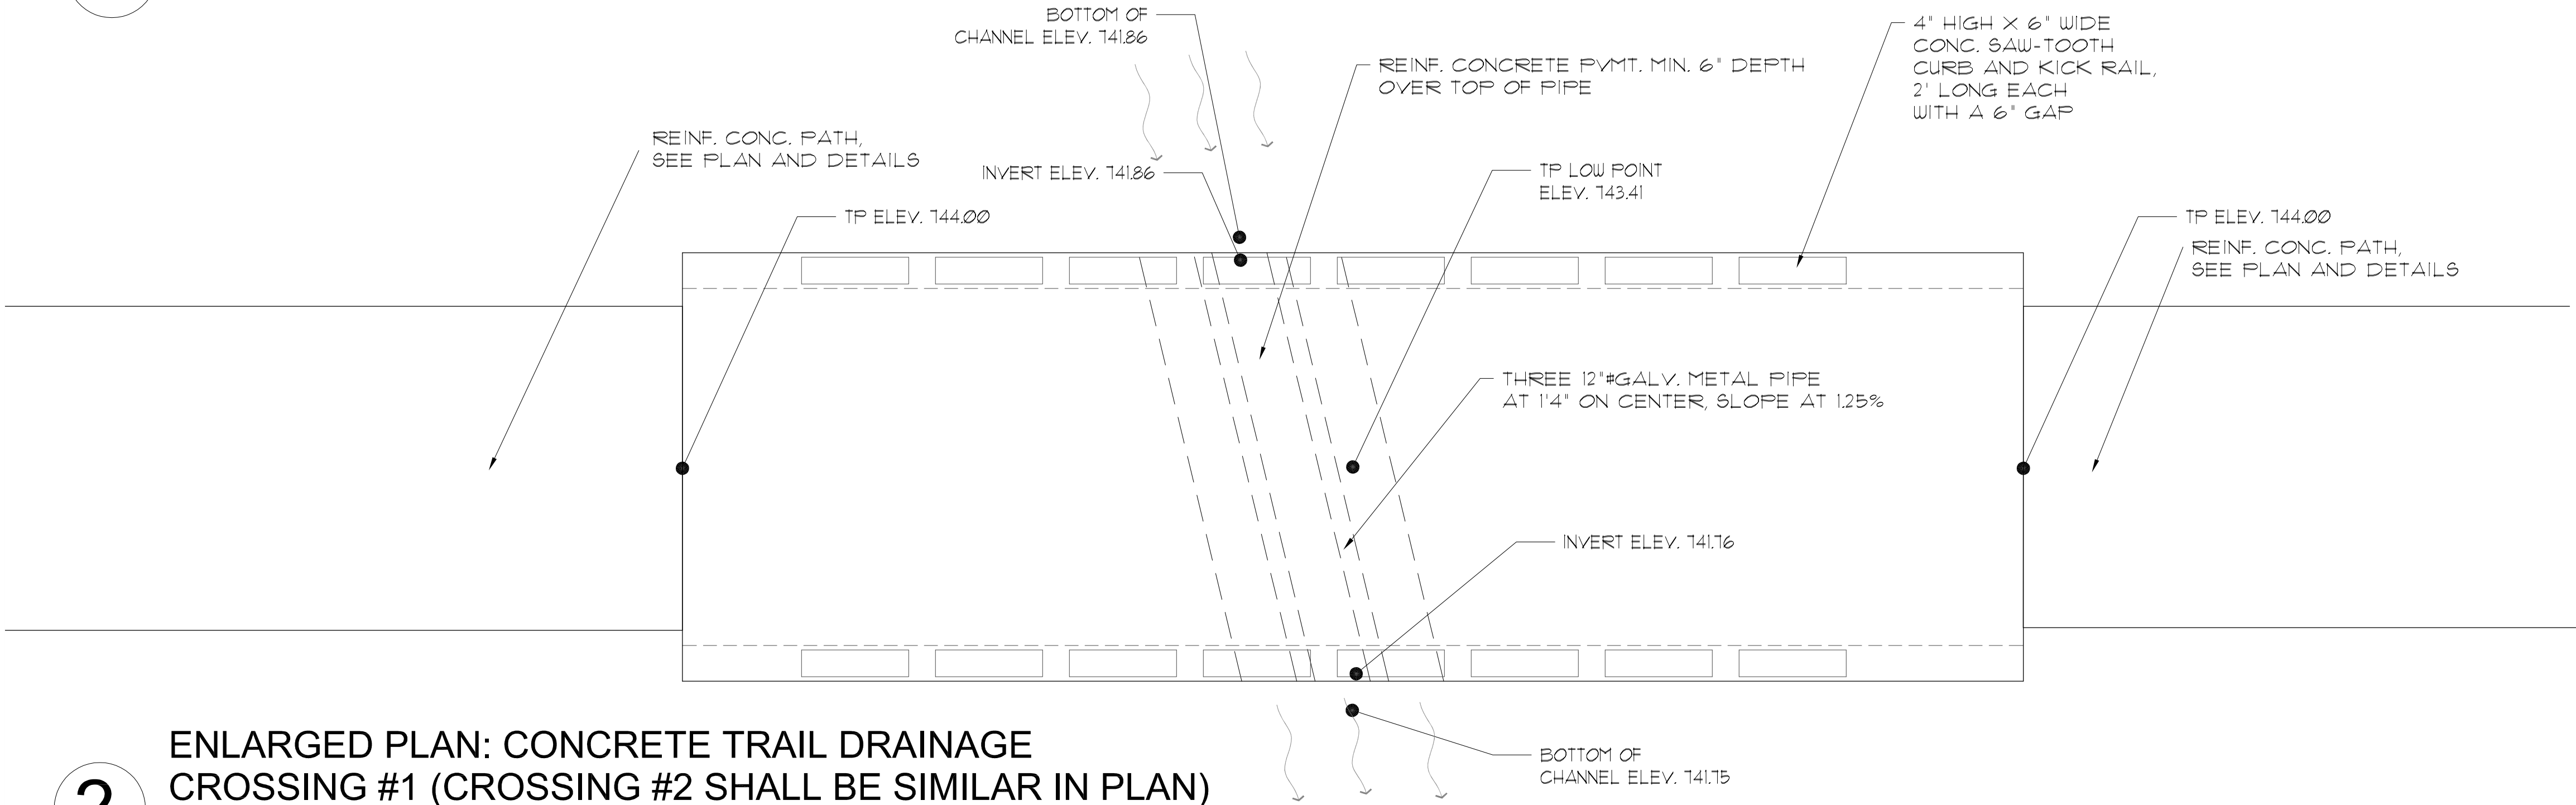 BOTTOM OF
CHANNEL ELEV. 741.86
4" HIGH X 6" WIDE
CONC. SAW-TOOTH
CURB AND KICK RAIL,
2' LONG EACH
WITH A 6" GAP
REINF. CONCRETE PVMT. MIN. 6" DEPTH
OVER TOP OF PIPE
REINF. CONC. PATH,
SEE PLAN AND DETAILS
INVERT ELEV. 741.86
TP LOW POINT
ELEV. 743.41
TP ELEV. 744.00
TP ELEV. 744.00
REINF. CONC. PATH,
SEE PLAN AND DETAILS
THREE 12"#GALV. METAL PIPE
AT 1'4" ON CENTER, SLOPE AT 1.25%
INVERT ELEV. 741.76
BOTTOM OF
CHANNEL ELEV. 741.75
2
ENLARGED PLAN: CONCRETE TRAIL DRAINAGE
CROSSING #1 (CROSSING #2 SHALL BE SIMILAR IN PLAN)